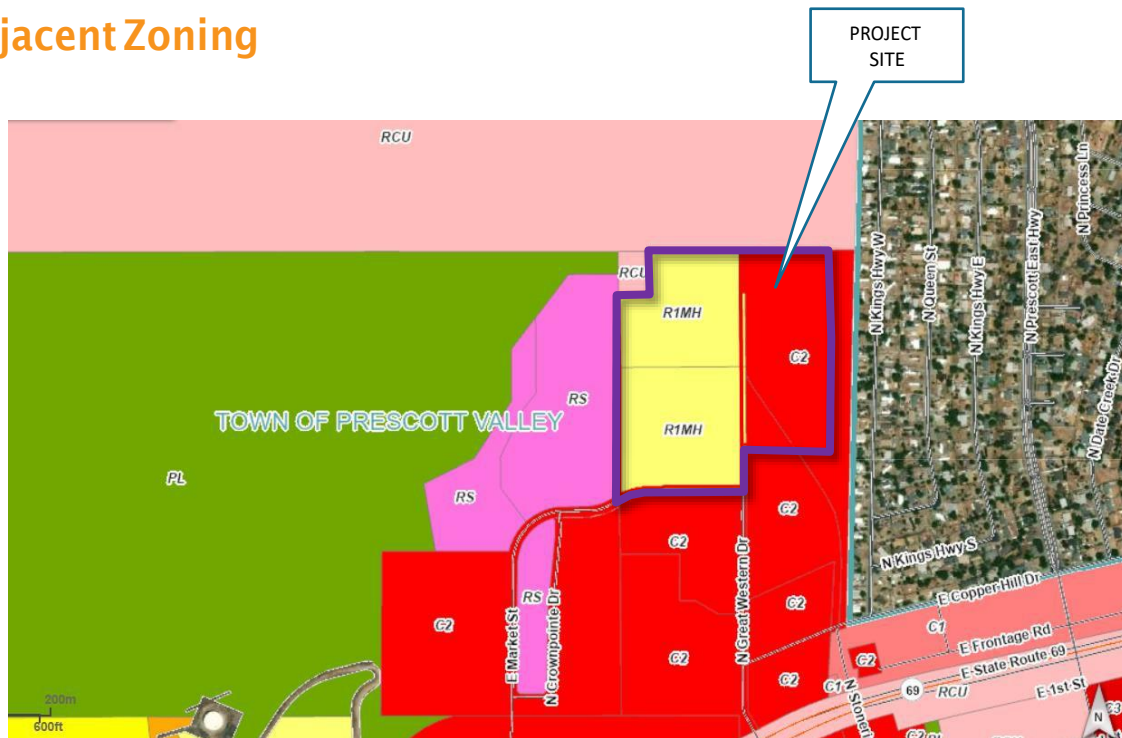 jacent Zoning
PROJECT
SITE
RCU
RCU
R1MH
R1MH
C2
RS
TOWN OF PRESCOTT VALLEY
PL
RS
C2
C2
C2
RS
C2
C2
C2
E Market St
N Crownpointe Dr
N Great Western Dr
N Kings Hwy W
N Queen St
N Kings Hwy E
N Prescott East Hwy
N Princess Ln
N Date Creek Dr
N Kings Hwy S
E Copper Hill Dr
C1
E Frontage Rd
C2
E State Route 69
C1
69
RCU
E 1st St
N Stoneri
200m
600ft
N
C2